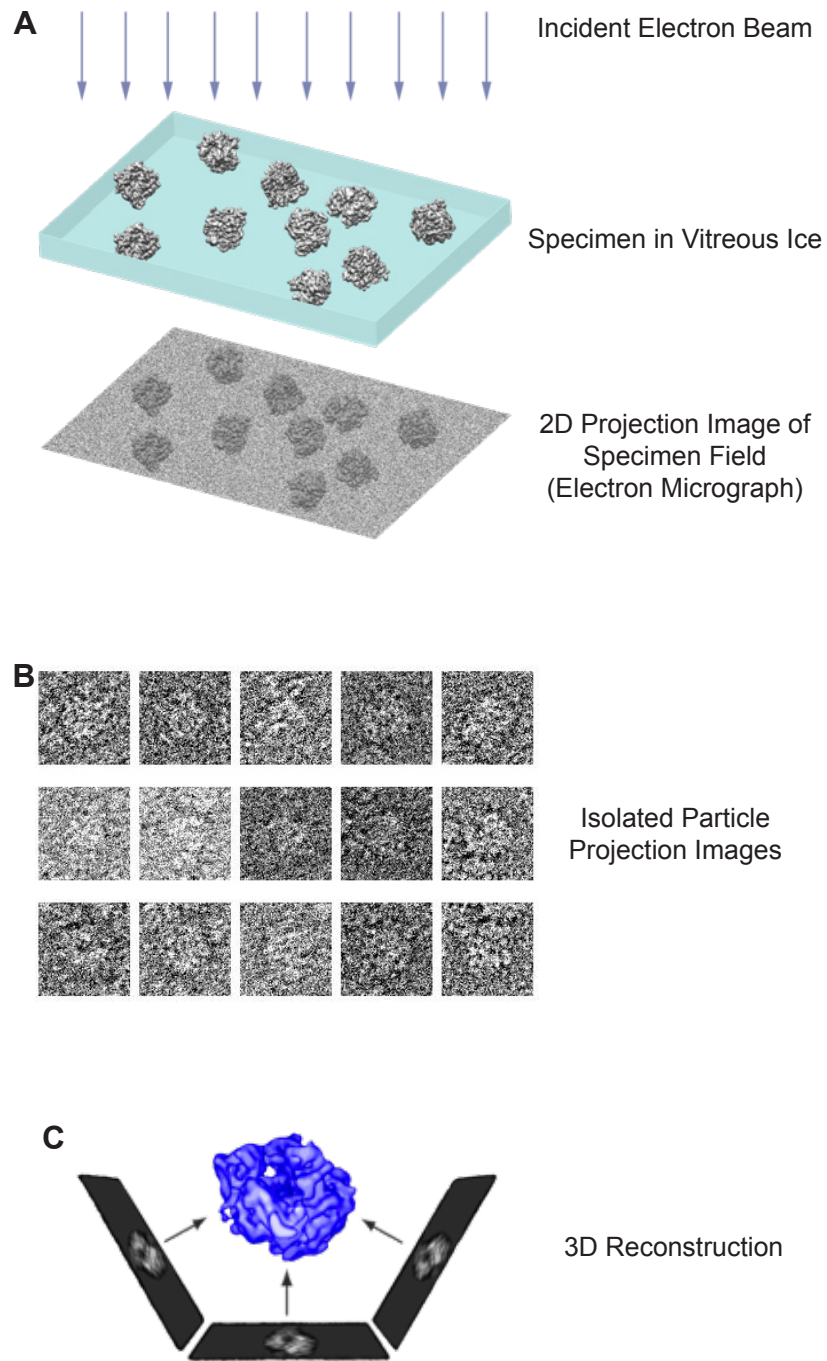 A
Incident Electron Beam
Specimen in Vitreous Ice
2D Projection Image of
Specimen Field
(Electron Micrograph)
B
Isolated Particle
Projection Images
C
3D Reconstruction